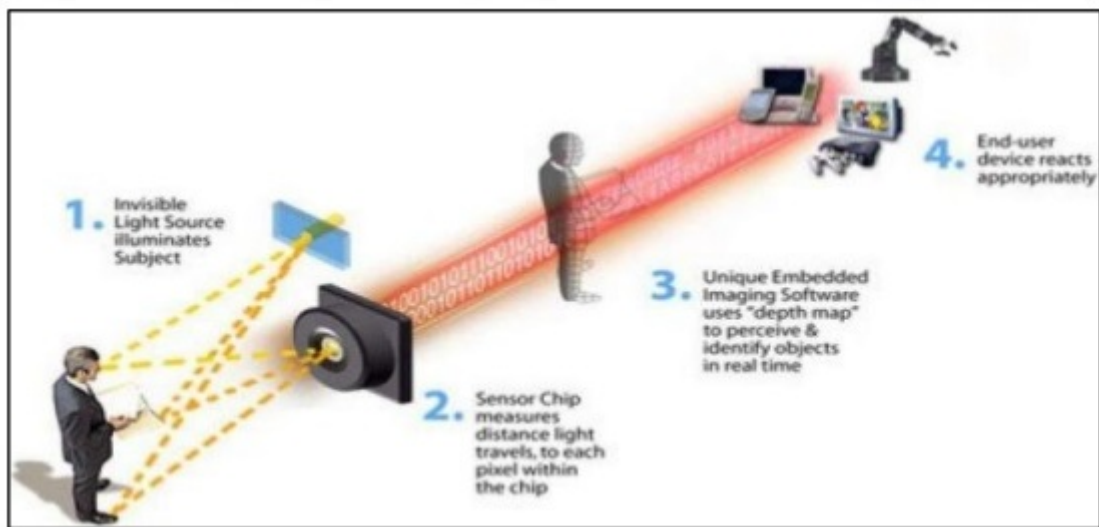 1. Invisible
Light Source
illuminates
Subject
2. Sensor Chip
measures
distance light
travels, to each
pixel within
the chip
3. Unique Embedded
Imaging Software
uses "depth map"
to perceive &
identify objects
in real time
4. End-user
device reacts
appropriately